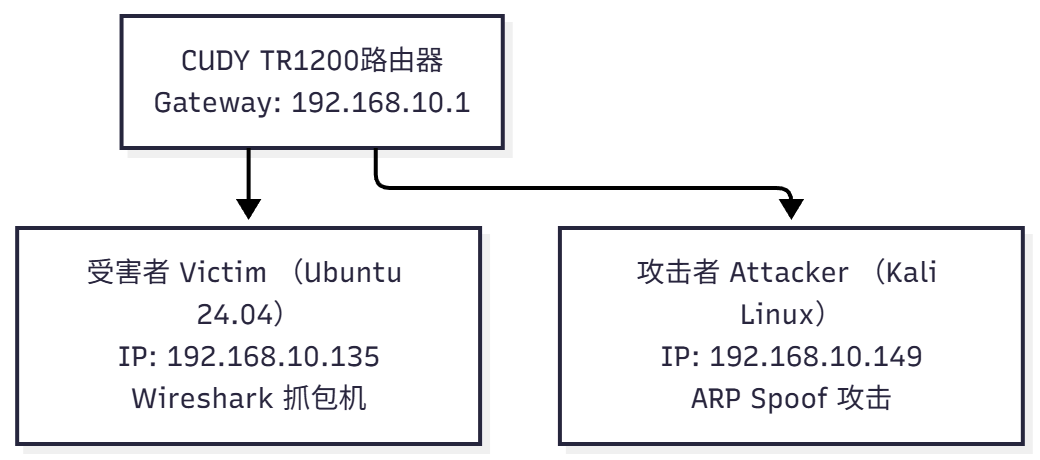 CUDY TR1200路由器
Gateway: 192.168.10.1
受害者 Victim （Ubuntu
24.04）
IP: 192.168.10.135
Wireshark 抓包机
攻击者 Attacker （Kali
Linux）
IP: 192.168.10.149
ARP Spoof 攻击